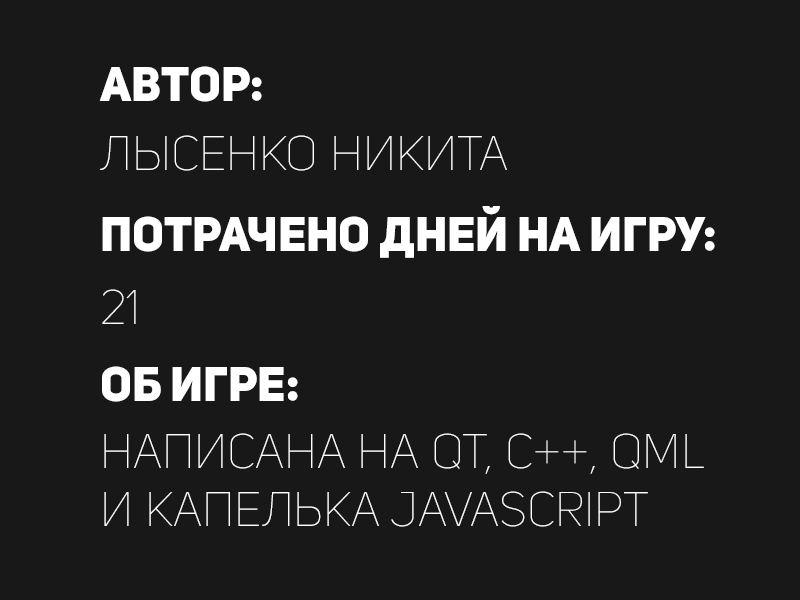 АВТОР:
ЛЫСЕНКО НИКИТА
ПОТРАЧЕНО ДНЕЙ НА ИГРУ:
21
ОБ ИГРЕ:
НАПИСАНА НА QT, C++, QML
И КАПЕЛЬКА JAVASCRIPT